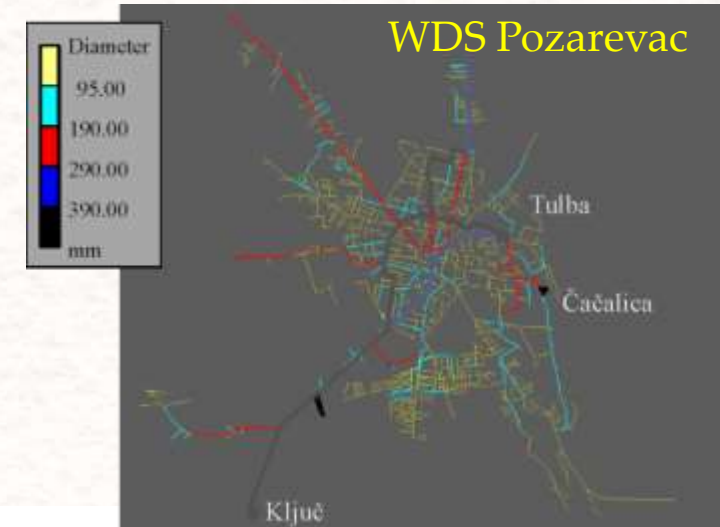 WDS Pozarevac
Diameter
95.00
190.00
290.00
390.00
mm
Tulba
Čačalica
Ključ